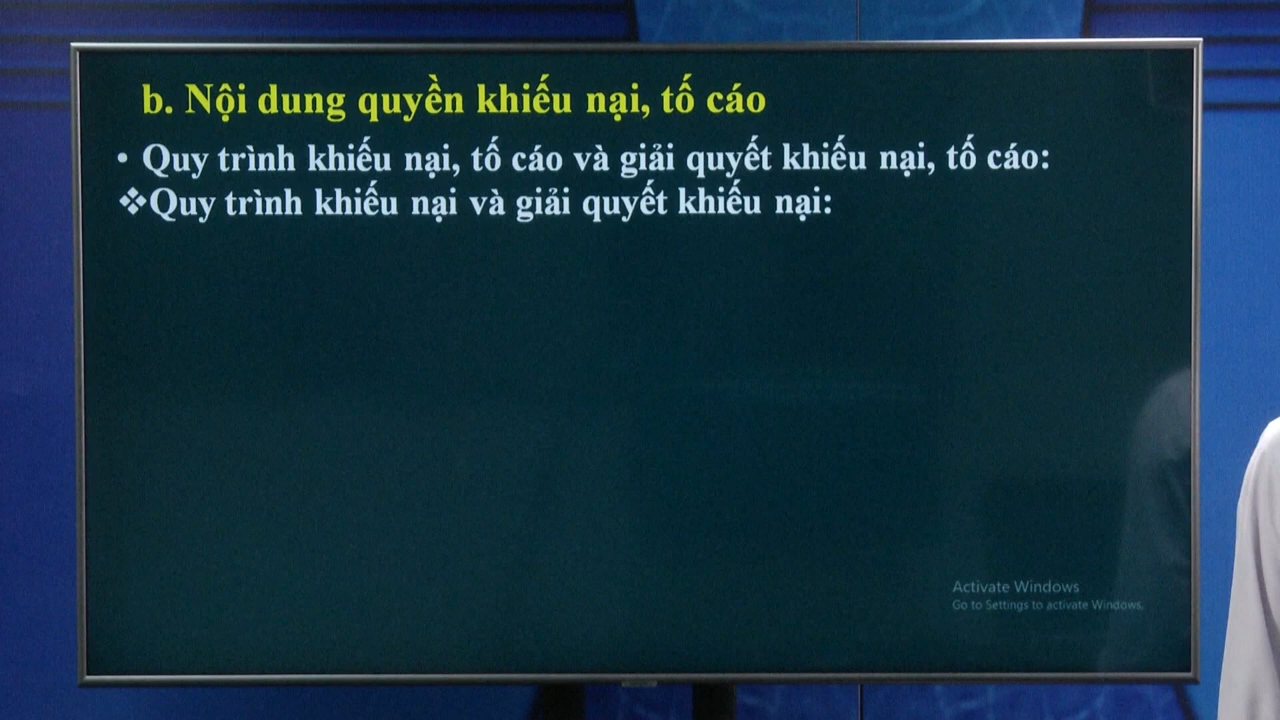 b. Nội dung quyền khiếu nại, tố cáo
• Quy trình khiếu nại, tố cáo và giải quyết khiếu nại, tố cáo:
❖Quy trình khiếu nại và giải quyết khiếu nại:
Activate Windows
Go to Settings to activate Windows.